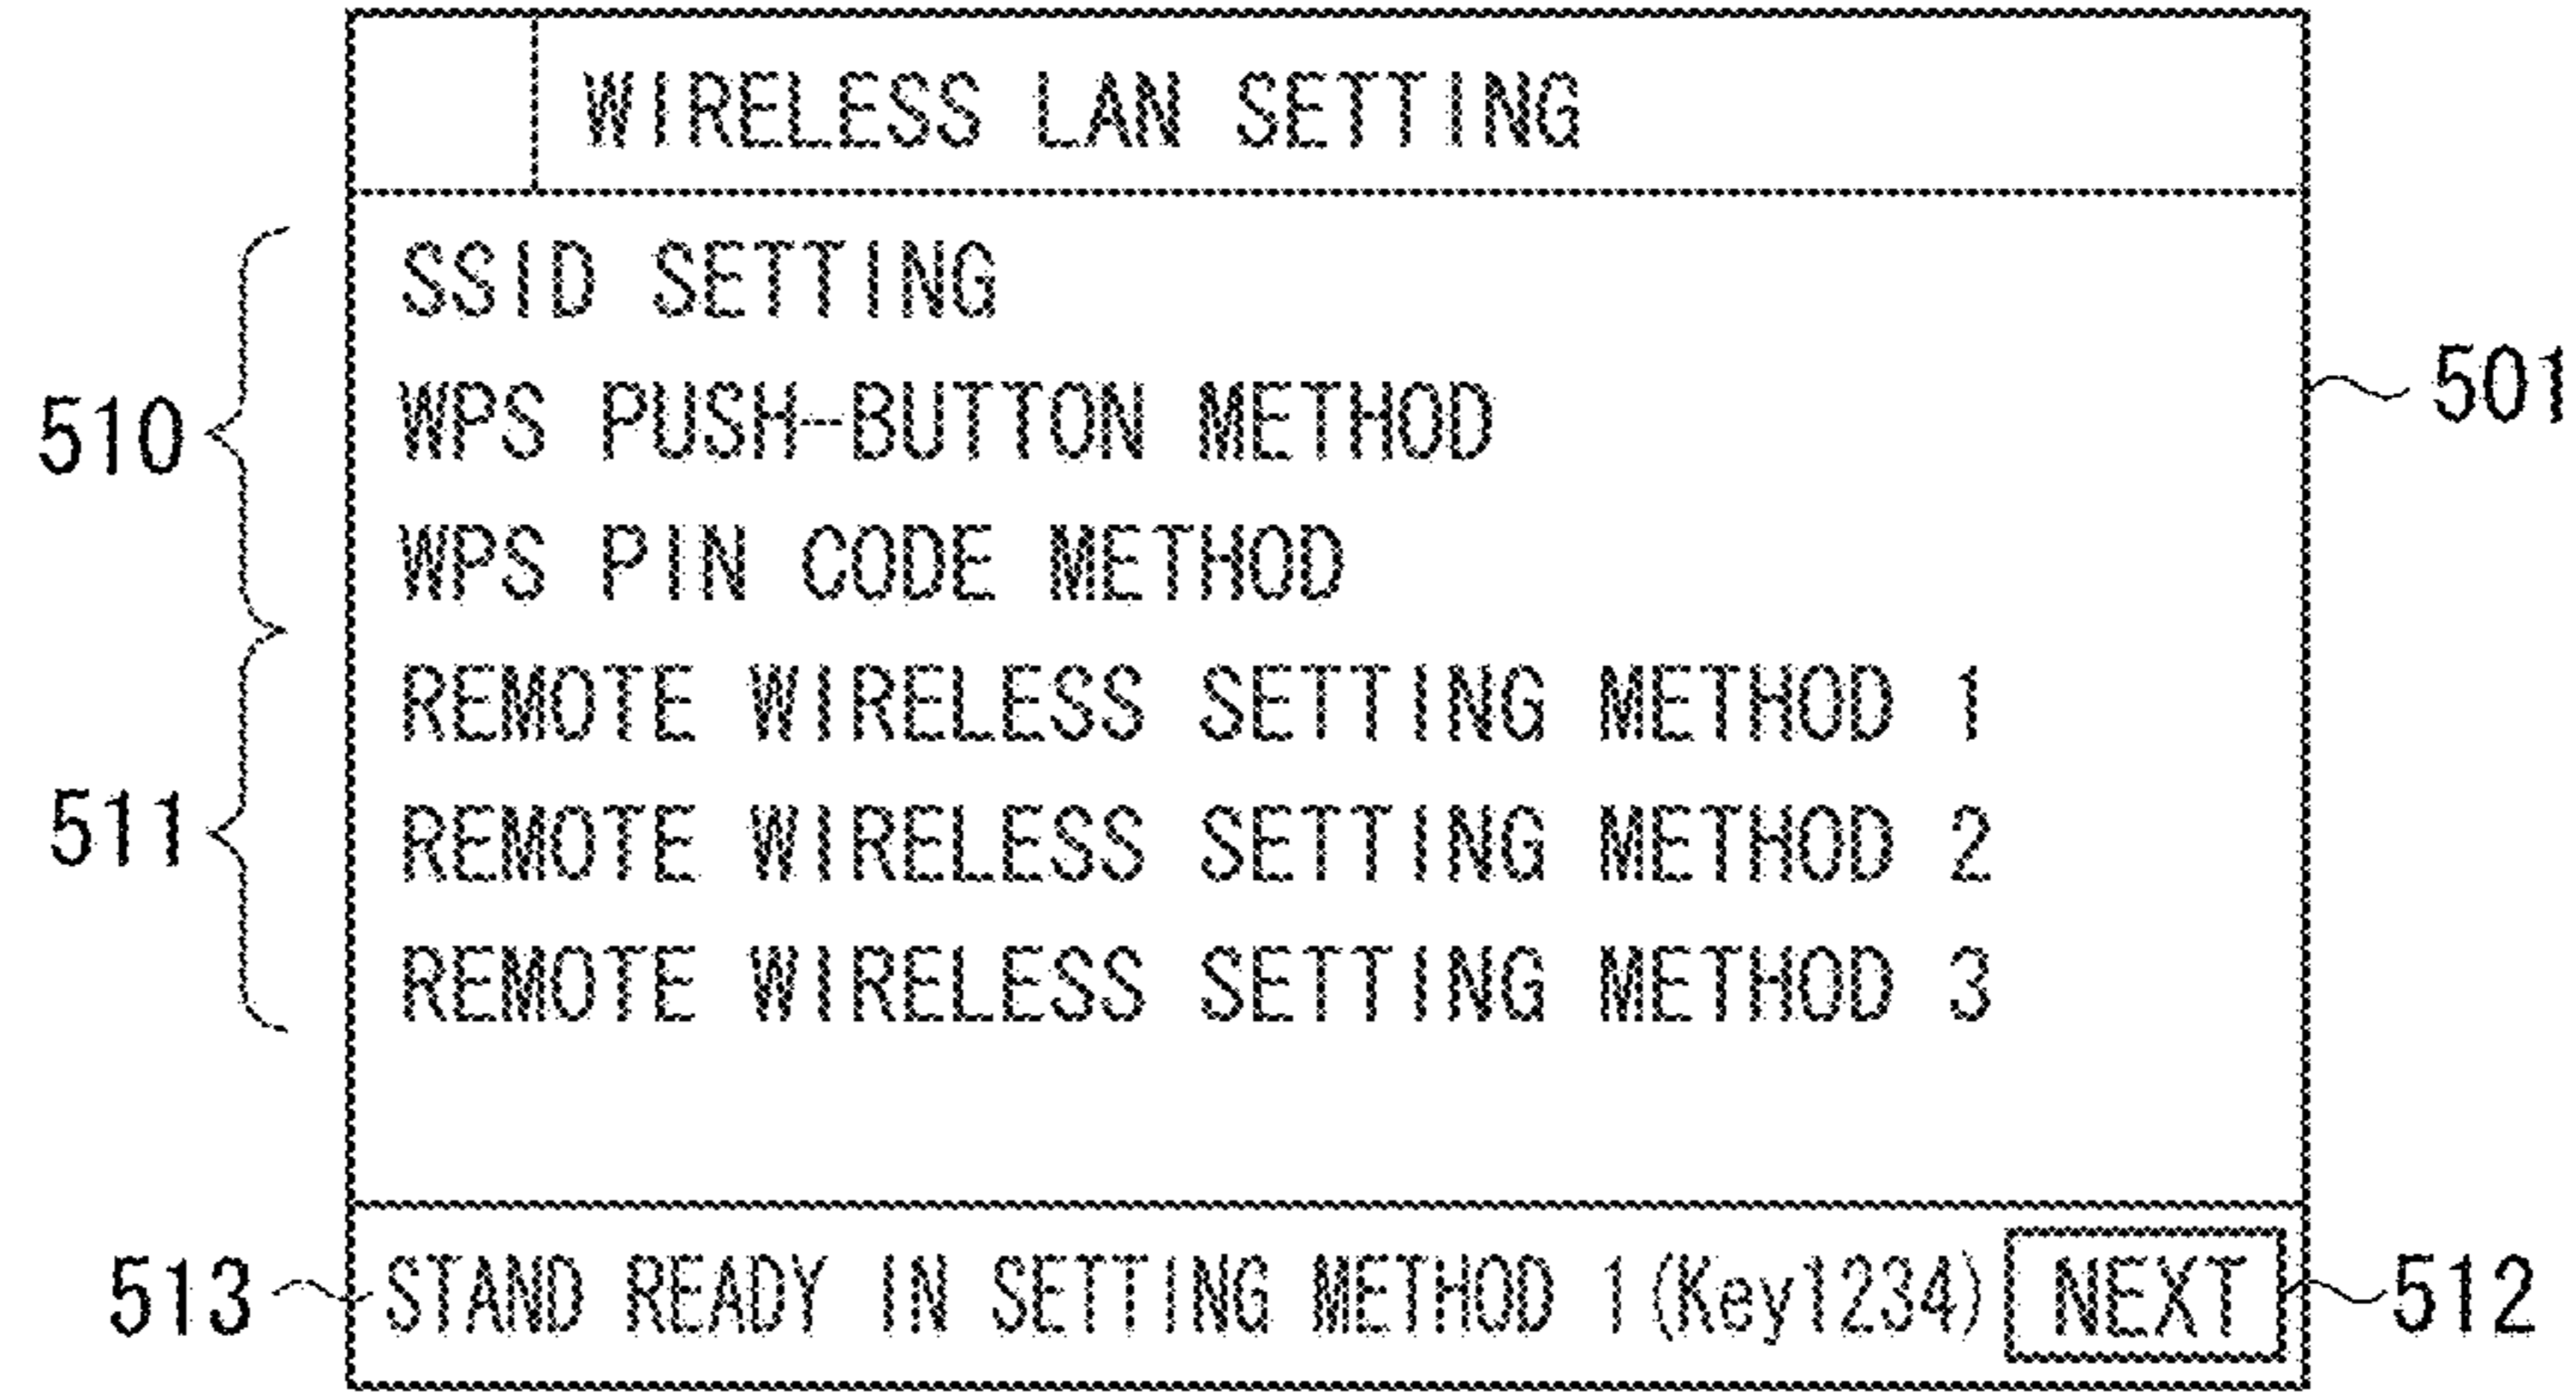 WIRELESS LAN SETTING
SSID SETTING
510
WPS PUSH-BUTTON METHOD
501
WPS PIN CODE METHOD
REMOTE WIRELESS SETTING METHOD 1
511
REMOTE WIRELESS SETTING METHOD 2
REMOTE WIRELESS SETTING METHOD 3
513 STAND READY IN SETTING METHOD 1(Key1234) NEXT 512